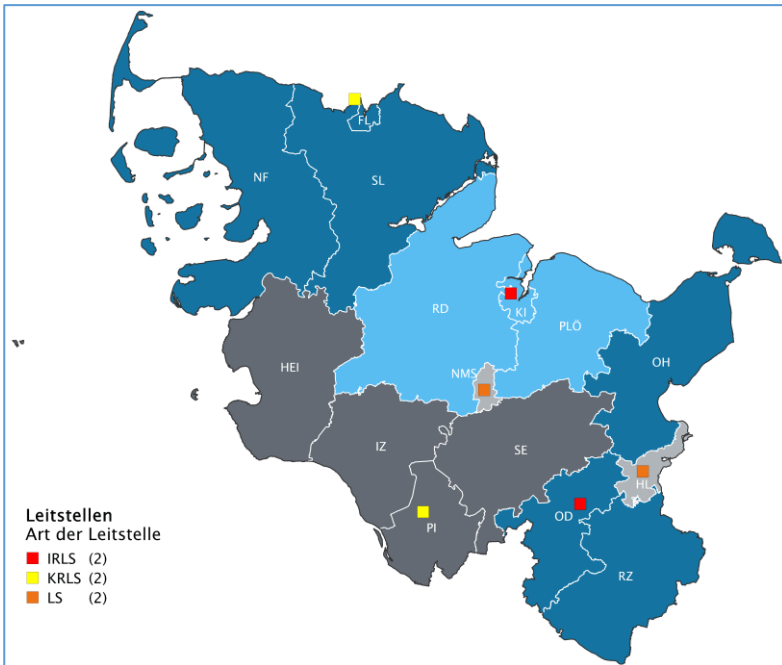 FL
NF
SL
RD
KI
PLÖ
OH
HEI
NMS
IZ
SE
HL
OD
PI
RZ
Leitstellen
Art der Leitstelle
IRLS (2)
KRLS (2)
LS (2)